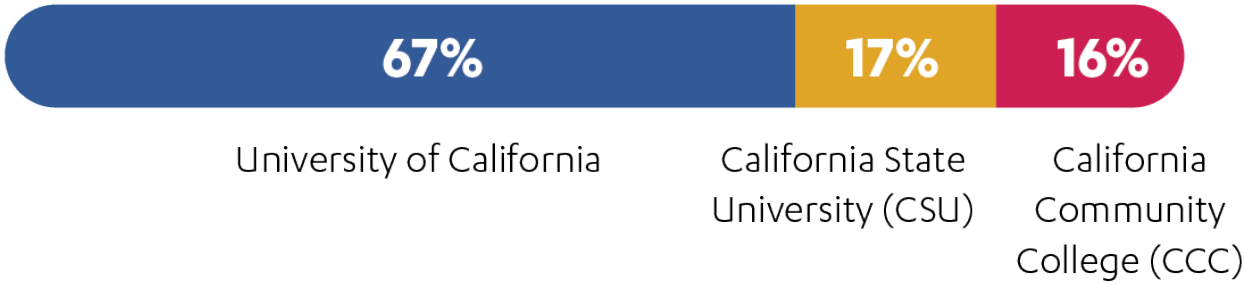 67%
17%
16%
University of California
California State
University (CSU)
California
Community
College (CCC)